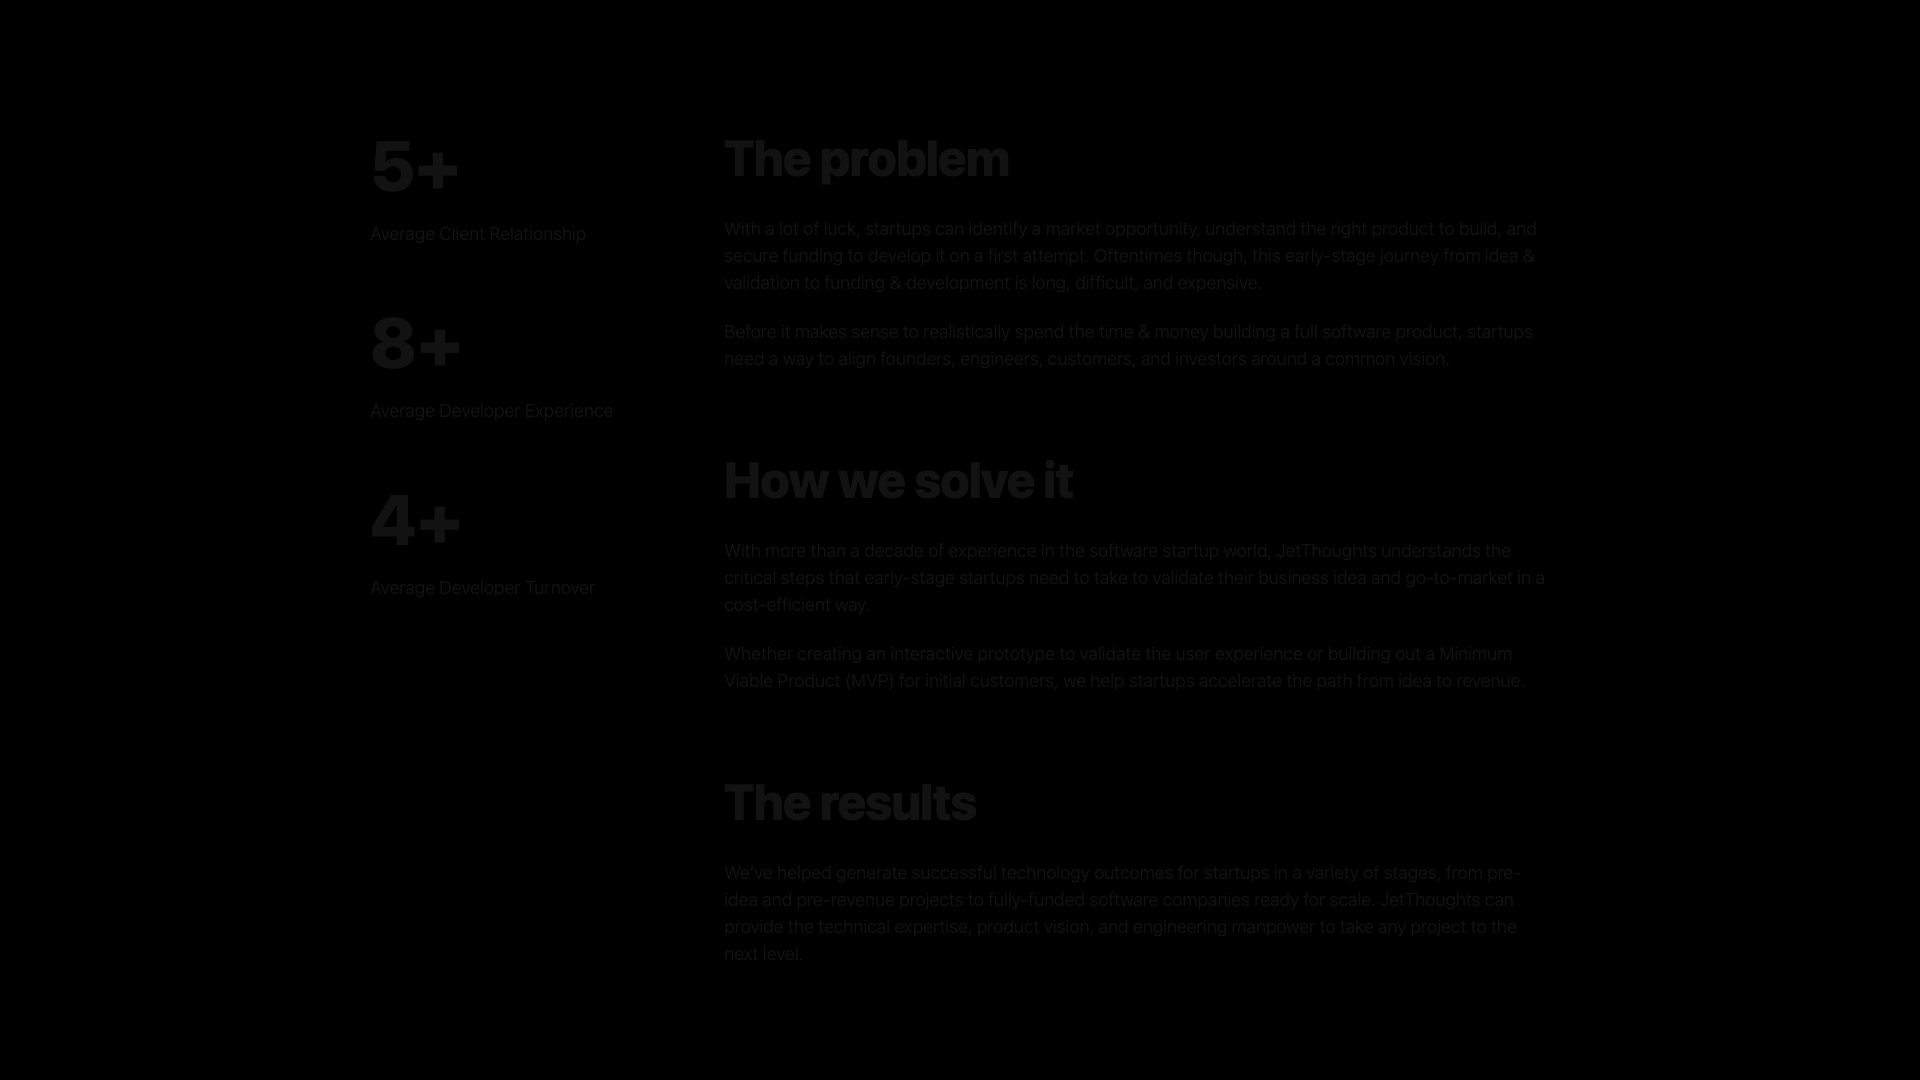 5+
Average Client Relationship
8+
Average Developer Experience
4+
Average Developer Turnover
The problem
With a lot of luck, startups can identify a market opportunity, understand the right product to build, and
secure funding to develop it on a first attempt. Oftentimes though, this early-stage journey from idea &
validation to funding & development is long, difficult, and expensive.
Before it makes sense to realistically spend the time & money building a full software product, startups
need a way to align founders, engineers, customers, and investors around a common vision.
How we solve it
With more than a decade of experience in the software startup world, JetThoughts understands the
critical steps that early-stage startups need to take to validate their business idea and go-to-market in a
cost-efficient way.
Whether creating an interactive prototype to validate the user experience or building out a Minimum
Viable Product (MVP) for initial customers, we help startups accelerate the path from idea to revenue.
The results
We've helped generate successful technology outcomes for startups in a variety of stages, from pre-
idea and pre-revenue projects to fully-funded software companies ready for scale. JetThoughts can
provide the technical expertise, product vision, and engineering manpower to take any project to the
next level.